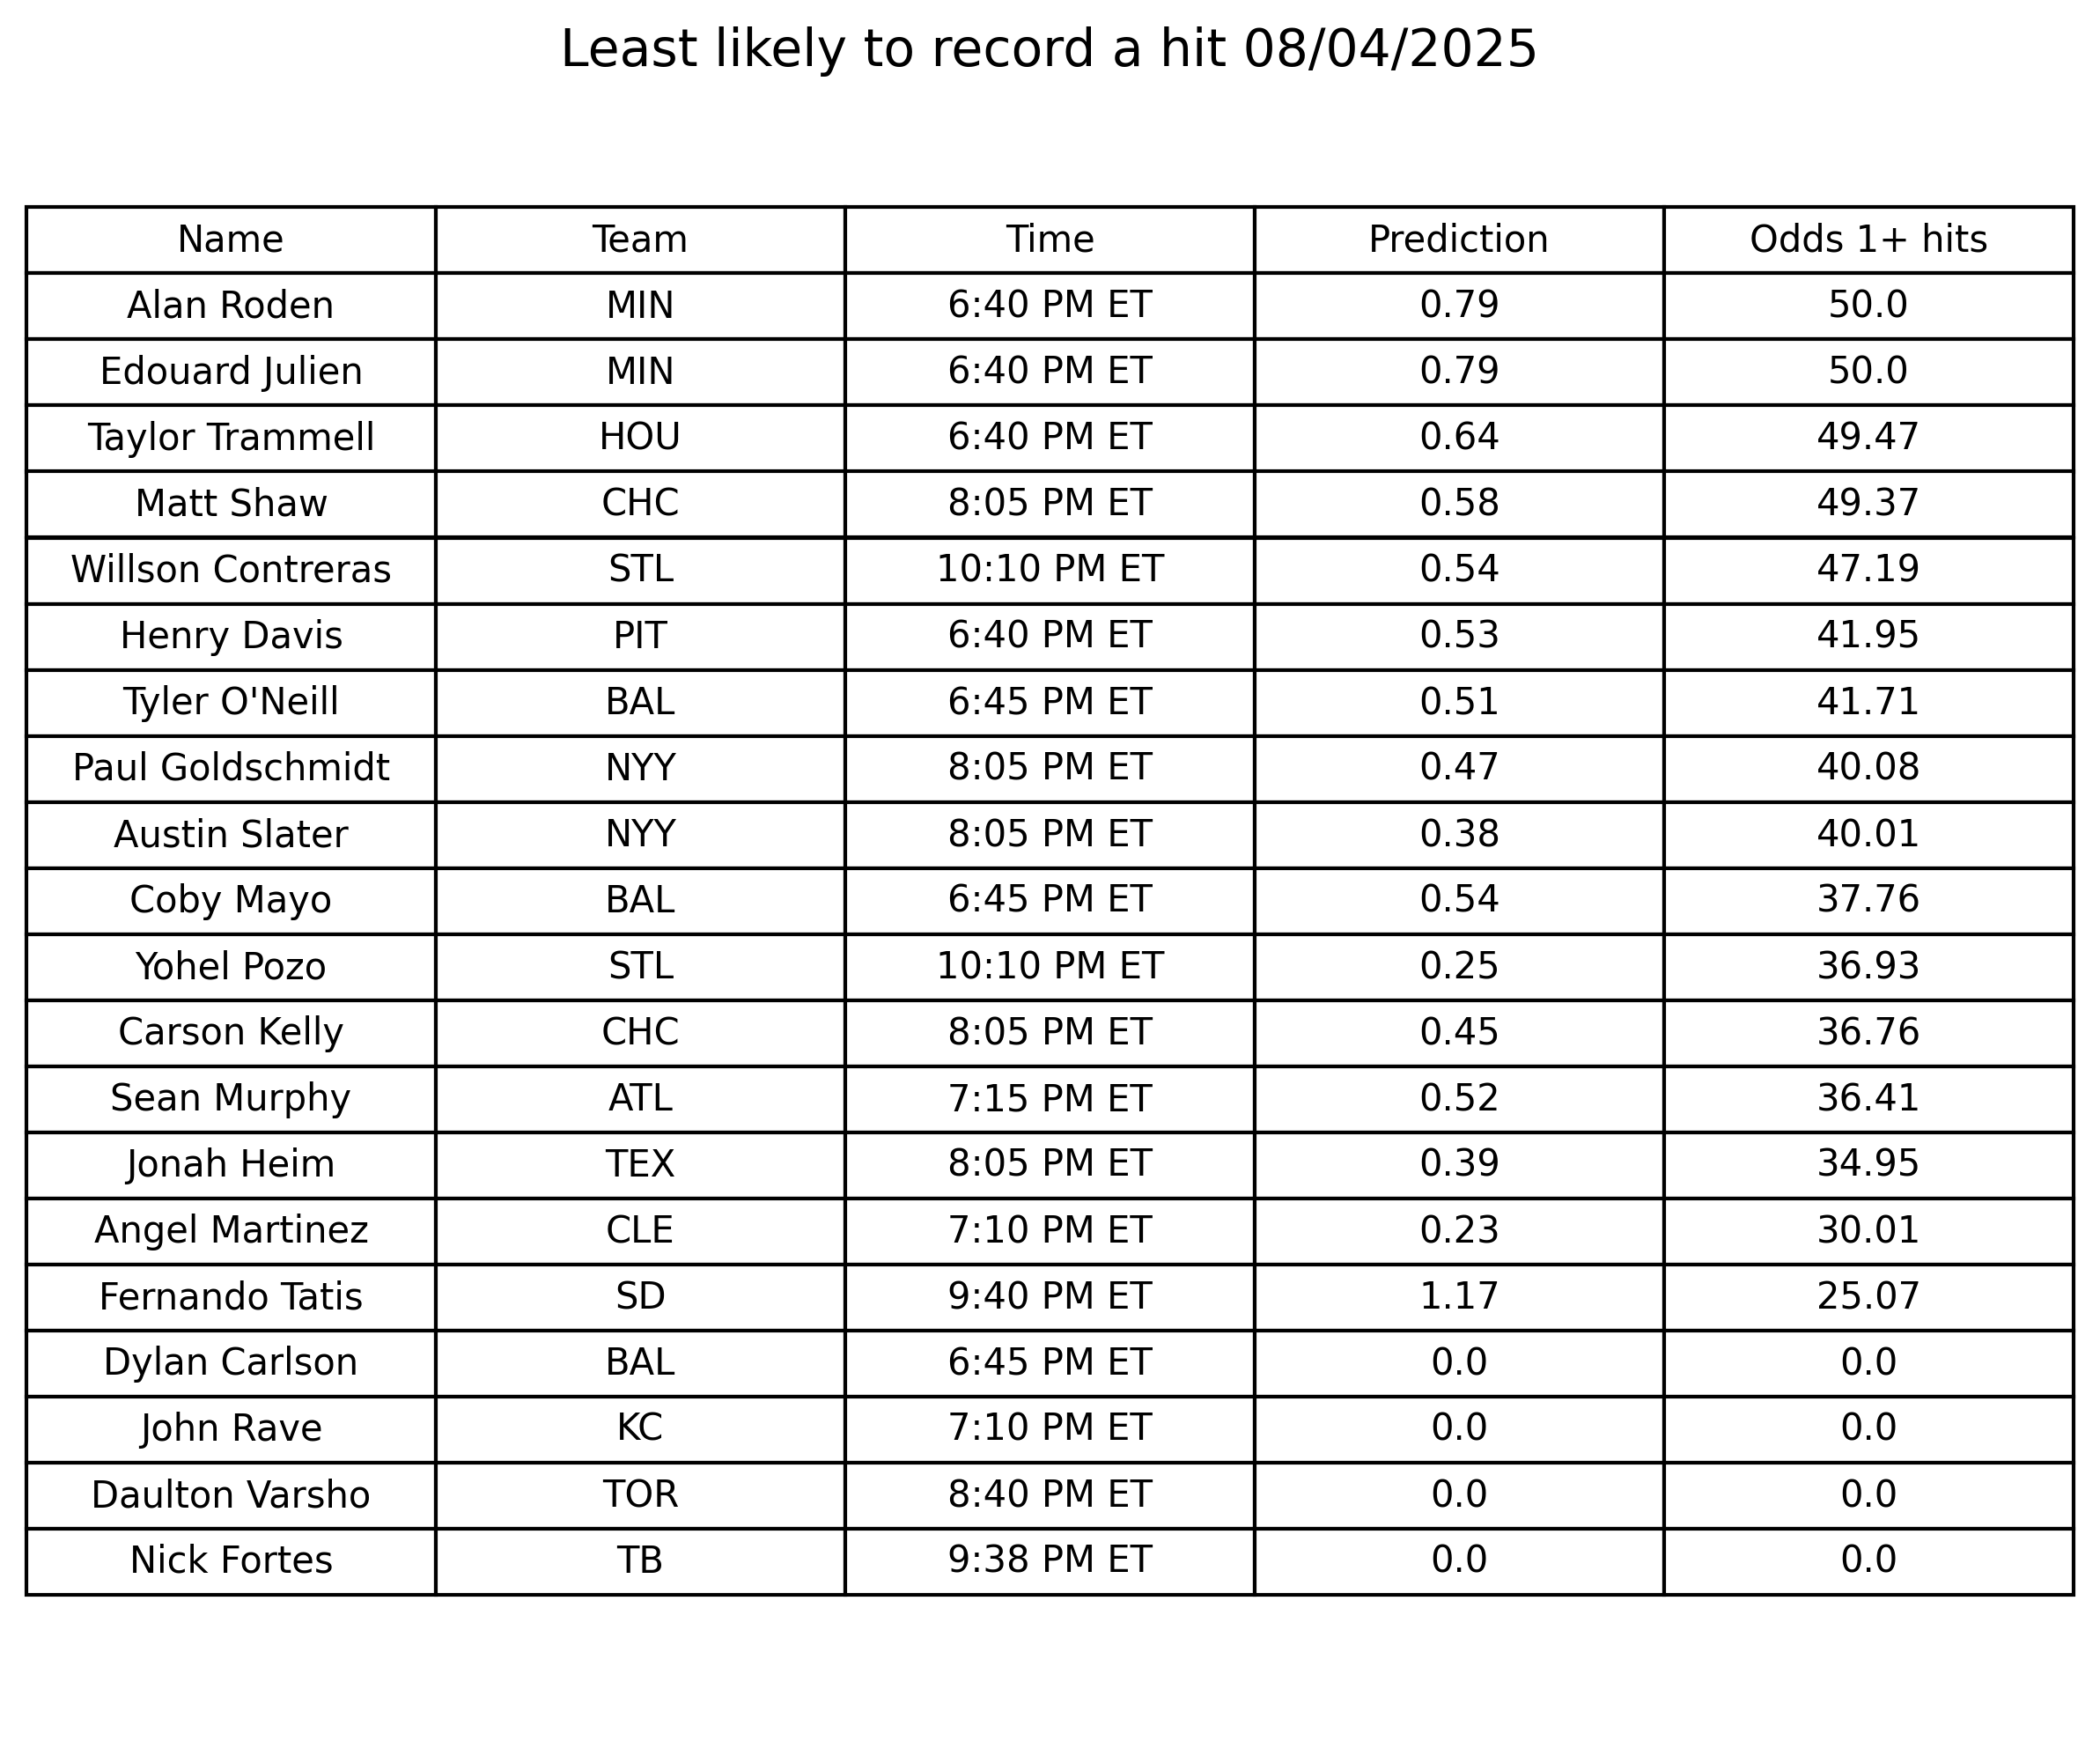 Least likely to record a hit 08/04/2025
Name Team Time Prediction Odds 1+ hits
Alan Roden MIN 6:40 PM ET 0.79 50.0
Edouard Julien MIN 6:40 PM ET 0.79 50.0
Taylor Trammell HOU 6:40 PM ET 0.64 49.47
Matt Shaw CHC 8:05 PM ET 0.58 49.37
Willson Contreras STL 10:10 PM ET 0.54 47.19
Henry Davis PIT 6:40 PM ET 0.53 41.95
Tyler O'Neill BAL 6:45 PM ET 0.51 41.71
Paul Goldschmidt NYY 8:05 PM ET 0.47 40.08
Austin Slater NYY 8:05 PM ET 0.38 40.01
Coby Mayo BAL 6:45 PM ET 0.54 37.76
Yohel Pozo STL 10:10 PM ET 0.25 36.93
Carson Kelly CHC 8:05 PM ET 0.45 36.76
Sean Murphy ATL 7:15 PM ET 0.52 36.41
Jonah Heim TEX 8:05 PM ET 0.39 34.95
Angel Martinez CLE 7:10 PM ET 0.23 30.01
Fernando Tatis SD 9:40 PM ET 1.17 25.07
Dylan Carlson BAL 6:45 PM ET 0.0 0.0
John Rave KC 7:10 PM ET 0.0 0.0
Daulton Varsho TOR 8:40 PM ET 0.0 0.0
Nick Fortes TB 9:38 PM ET 0.0 0.0